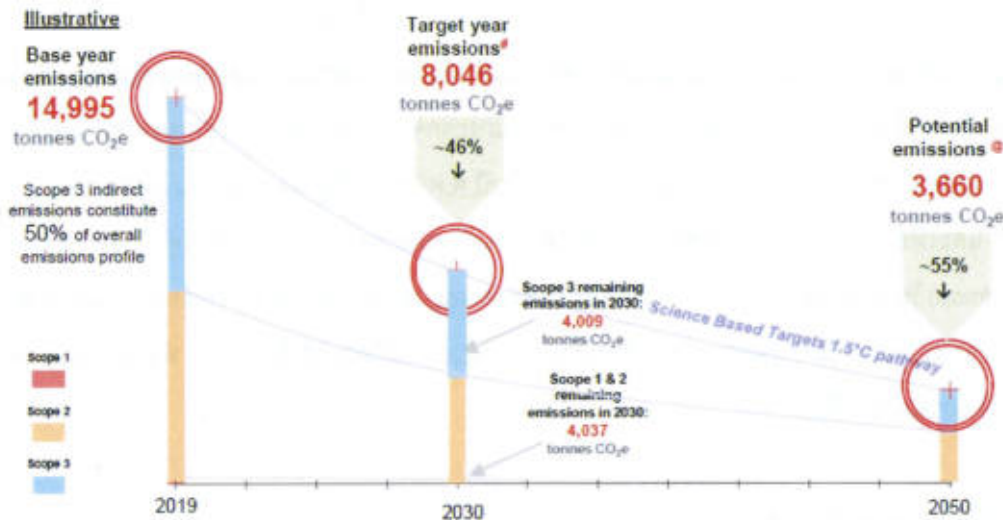 Illustrative
Base year
emissions
14,995
tonnes CO₂e
Scope 3 indirect
emissions constitute
50% of overall
emissions profile
Target year
emissions#
8,046
tonnes CO₂e
~46%
↓
Potential
emissions @
3,660
tonnes CO₂e
~55%
↓
Scope 3 remaining
emissions in 2030:
4,009
tonnes CO₂e
Science Based Targets 1.5°C pathway
Scope 1 & 2
remaining
emissions in 2030:
4,037
tonnes CO₂e
Scope 1
Scope 2
Scope 3
2019
2030
2050